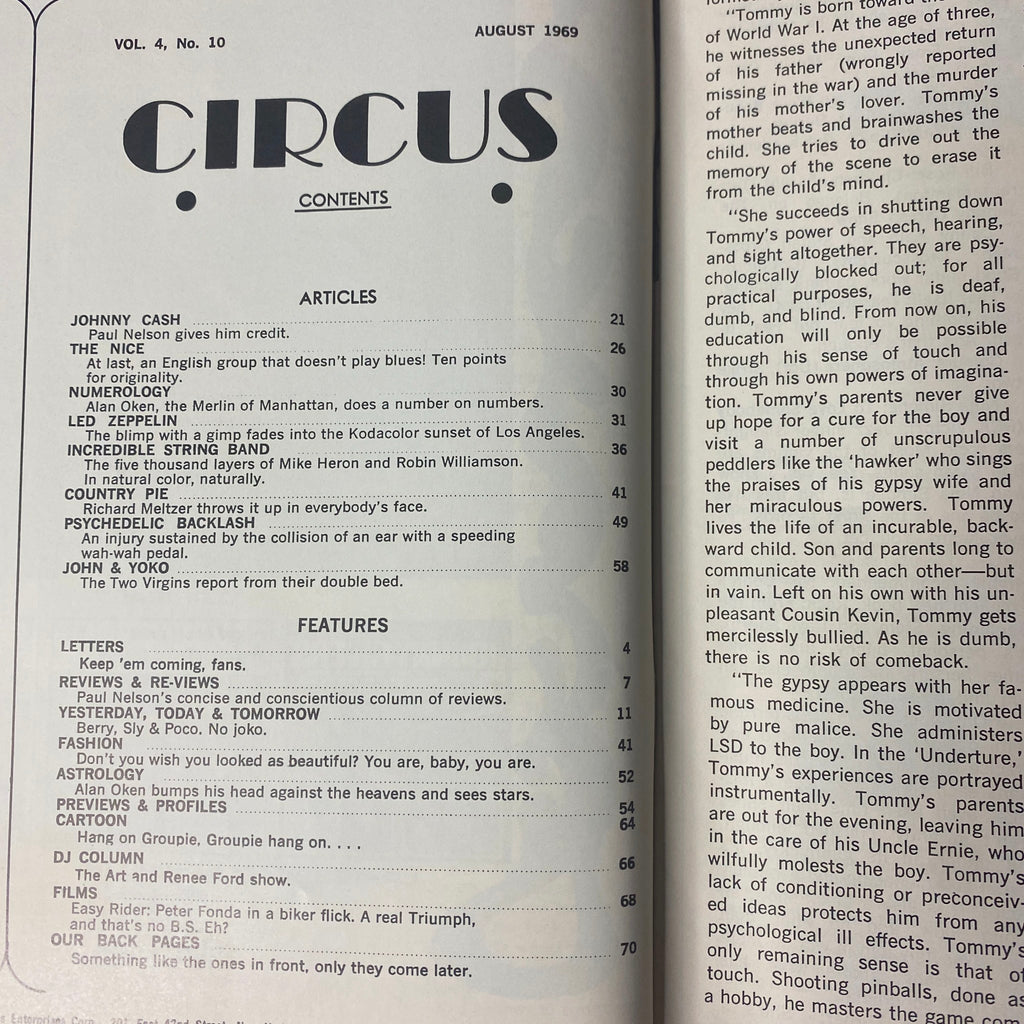 VOL. 4, No. 10
AUGUST 1969
CIRCUS
CONTENTS
ARTICLES
JOHNNY CASH 21
Paul Nelson gives him credit.
THE NICE 26
At last, an English group that doesn't play blues! Ten points
for originality.
NUMEROLOGY 30
Alan Oken, the Merlin of Manhattan, does a number on numbers.
LED ZEPPELIN 31
The blimp with a gimp fades into the Kodacolor sunset of Los Angeles.
INCREDIBLE STRING BAND 36
The five thousand layers of Mike Heron and Robin Williamson.
In natural color, naturally.
COUNTRY PIE 41
Richard Meltzer throws it up in everybody's face.
PSYCHEDELIC BACKLASH 49
An injury sustained by the collision of an ear with a speeding
wah-wah pedal.
JOHN & YOKO 58
The Two Virgins report from their double bed.
FEATURES
LETTERS 4
Keep 'em coming, fans.
REVIEWS & RE-VIEWS 7
Paul Nelson's concise and conscientious column of reviews.
YESTERDAY, TODAY & TOMORROW 11
Berry, Sly & Poco. No joko.
FASHION 41
Don't you wish you looked as beautiful? You are, baby, you are.
ASTROLOGY 52
Alan Oken bumps his head against the heavens and sees stars.
PREVIEWS & PROFILES 54
CARTOON 64
Hang on Groupie, Groupie hang on. . . .
DJ COLUMN 66
The Art and Renee Ford show.
FILMS 68
Easy Rider: Peter Fonda in a biker flick. A real Triumph,
and that's no B.S. Eh?
OUR BACK PAGES 70
Something like the ones in front, only they come later.
"Tommy is born toward
of World War I. At the age of three,
he witnesses the unexpected return
of his father (wrongly reported
missing in the war) and the murder
of his mother's lover. Tommy's
mother beats and brainwashes the
child. She tries to drive out the
memory of the scene to erase it
from the child's mind.
"She succeeds in shutting down
Tommy's power of speech, hearing,
and sight altogether. They are psy-
chologically blocked out; for all
practical purposes, he is deaf,
dumb, and blind. From now on, his
education will only be possible
through his sense of touch and
through his own powers of imagina-
tion. Tommy's parents never give
up hope for a cure for the boy and
visit a number of unscrupulous
peddlers like the 'hawker' who sings
the praises of his gypsy wife and
her miraculous powers. Tommy
lives the life of an incurable, back-
ward child. Son and parents long to
communicate with each other—but
in vain. Left on his own with his un-
pleasant Cousin Kevin, Tommy gets
mercilessly bullied. As he is dumb,
there is no risk of comeback.
"The gypsy appears with her fa-
mous medicine. She is motivated
by pure malice. She administers
LSD to the boy. In the 'Underture,'
Tommy's experiences are portrayed
instrumentally. Tommy's parents
are out for the evening, leaving him
in the care of his Uncle Ernie, who
wilfully molests the boy. Tommy's
lack of conditioning or preconceiv-
ed ideas protects him from any
psychological ill effects. Tommy's
only remaining sense is that of
touch. Shooting pinballs, done as
a hobby, he masters the game com